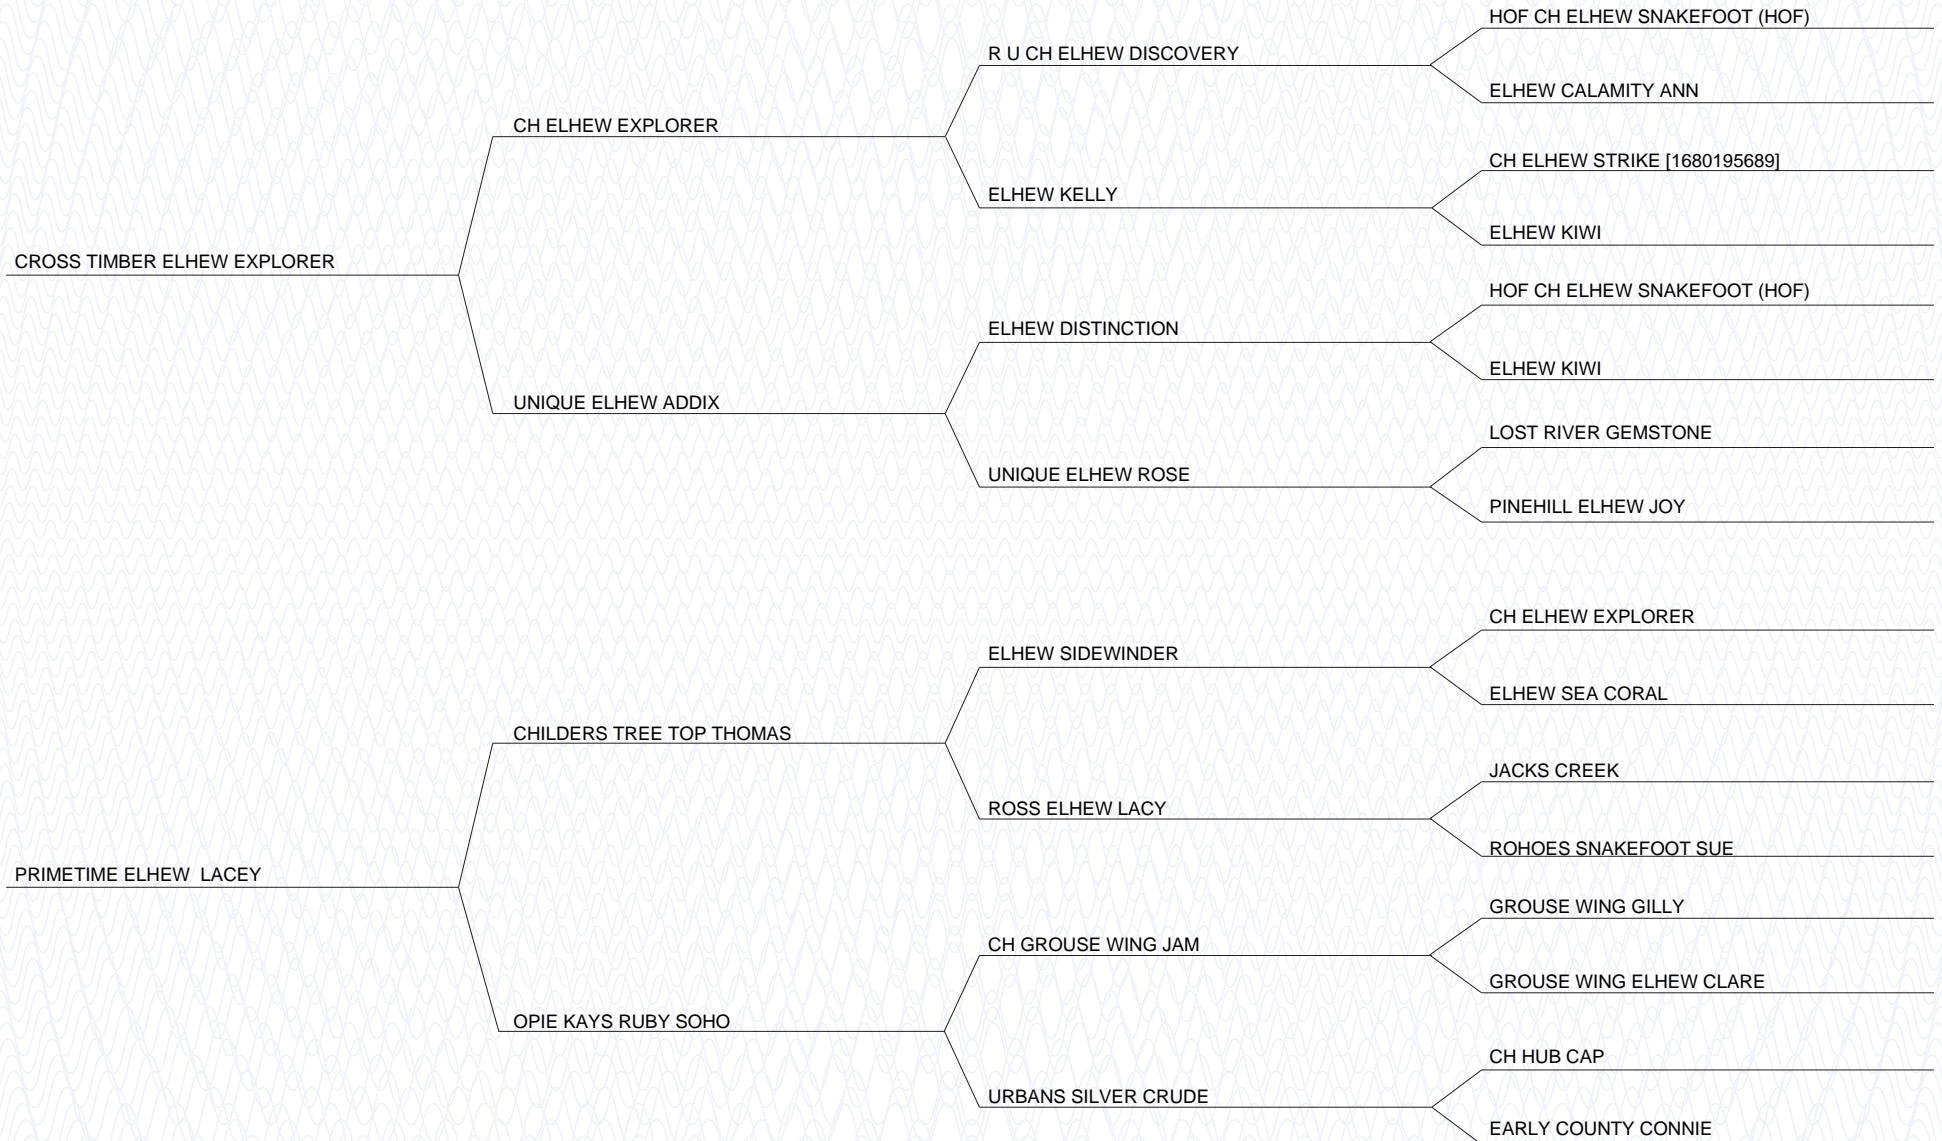 HOF CH ELHEW SNAKEFOOT (HOF)
R U CH ELHEW DISCOVERY
ELHEW CALAMITY ANN
CH ELHEW EXPLORER
CH ELHEW STRIKE [1680195689]
ELHEW KELLY
ELHEW KIWI
CROSS TIMBER ELHEW EXPLORER
HOF CH ELHEW SNAKEFOOT (HOF)
ELHEW DISTINCTION
ELHEW KIWI
UNIQUE ELHEW ADDIX
LOST RIVER GEMSTONE
UNIQUE ELHEW ROSE
PINEHILL ELHEW JOY
CH ELHEW EXPLORER
ELHEW SIDEWINDER
ELHEW SEA CORAL
CHILDERS TREE TOP THOMAS
JACKS CREEK
ROSS ELHEW LACY
ROHOES SNAKEFOOT SUE
PRIMETIME ELHEW  LACEY
GROUSE WING GILLY
CH GROUSE WING JAM
GROUSE WING ELHEW CLARE
OPIE KAYS RUBY SOHO
CH HUB CAP
URBANS SILVER CRUDE
EARLY COUNTY CONNIE